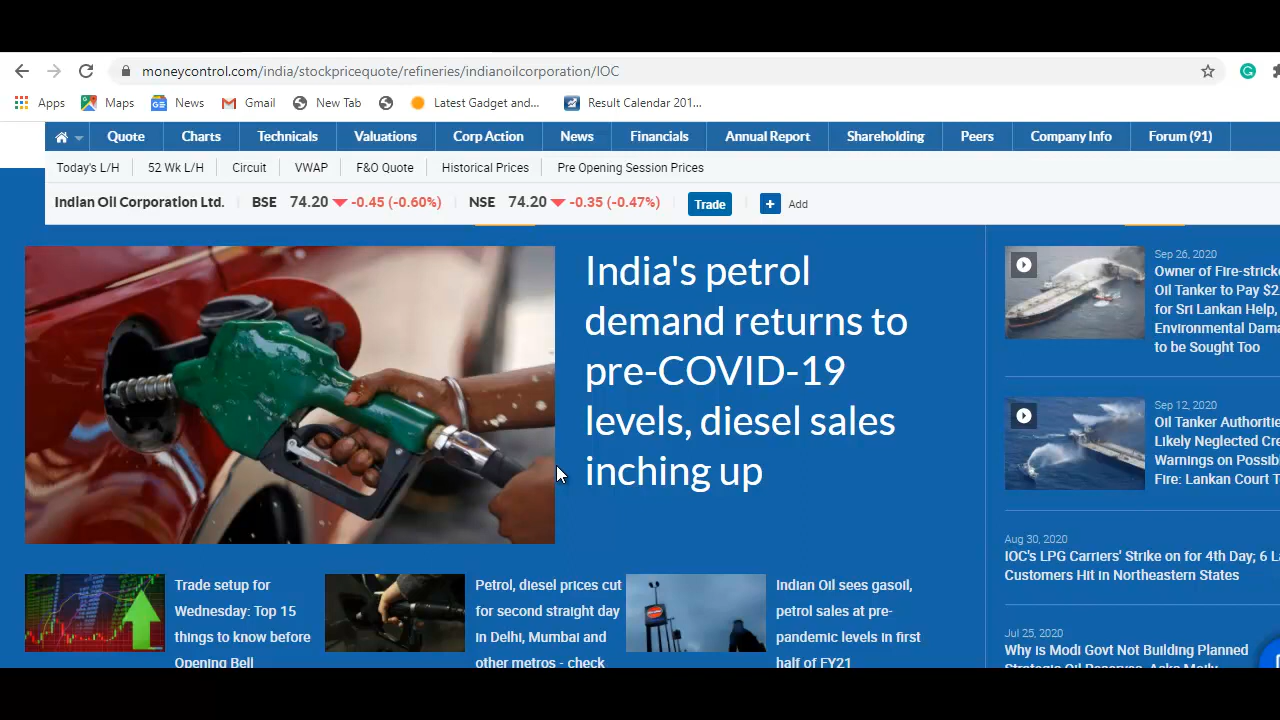 moneycontrol.com/india/stockpricequote/refineries/indianoilcorporation/IOC
Apps Maps News Gmail New Tab Latest Gadget and... Result Calendar 201...
Quote Charts Technicals Valuations Corp Action News Financials Annual Report Shareholding Peers Company Info Forum (91)
Today's L/H 52 Wk L/H Circuit VWAP F&O Quote Historical Prices Pre Opening Session Prices
Indian Oil Corporation Ltd. BSE 74.20 -0.45 (-0.60%) NSE 74.20 -0.35 (-0.47%) Trade Add
India's petrol
demand returns to
pre-COVID-19
levels, diesel sales
inching up
Trade setup for
Wednesday: Top 15
things to know before
Opening Bell
Petrol, diesel prices cut
for second straight day
in Delhi, Mumbai and
other metros - check
Indian Oil sees gasoil,
petrol sales at pre-
pandemic levels in first
half of FY21
Sep 26, 2020
Owner of Fire-stricke
Oil Tanker to Pay $2.
for Sri Lankan Help,
Environmental Dama
to be Sought Too
Sep 12, 2020
Oil Tanker Authoritie
Likely Neglected Cre
Warnings on Possib
Fire: Lankan Court T
Aug 30, 2020
IOC's LPG Carriers' Strike on for 4th Day; 6 La
Customers Hit in Northeastern States
Jul 25, 2020
Why is Modi Govt Not Building Planned
Strategic Oil Reserves, Asks Moily